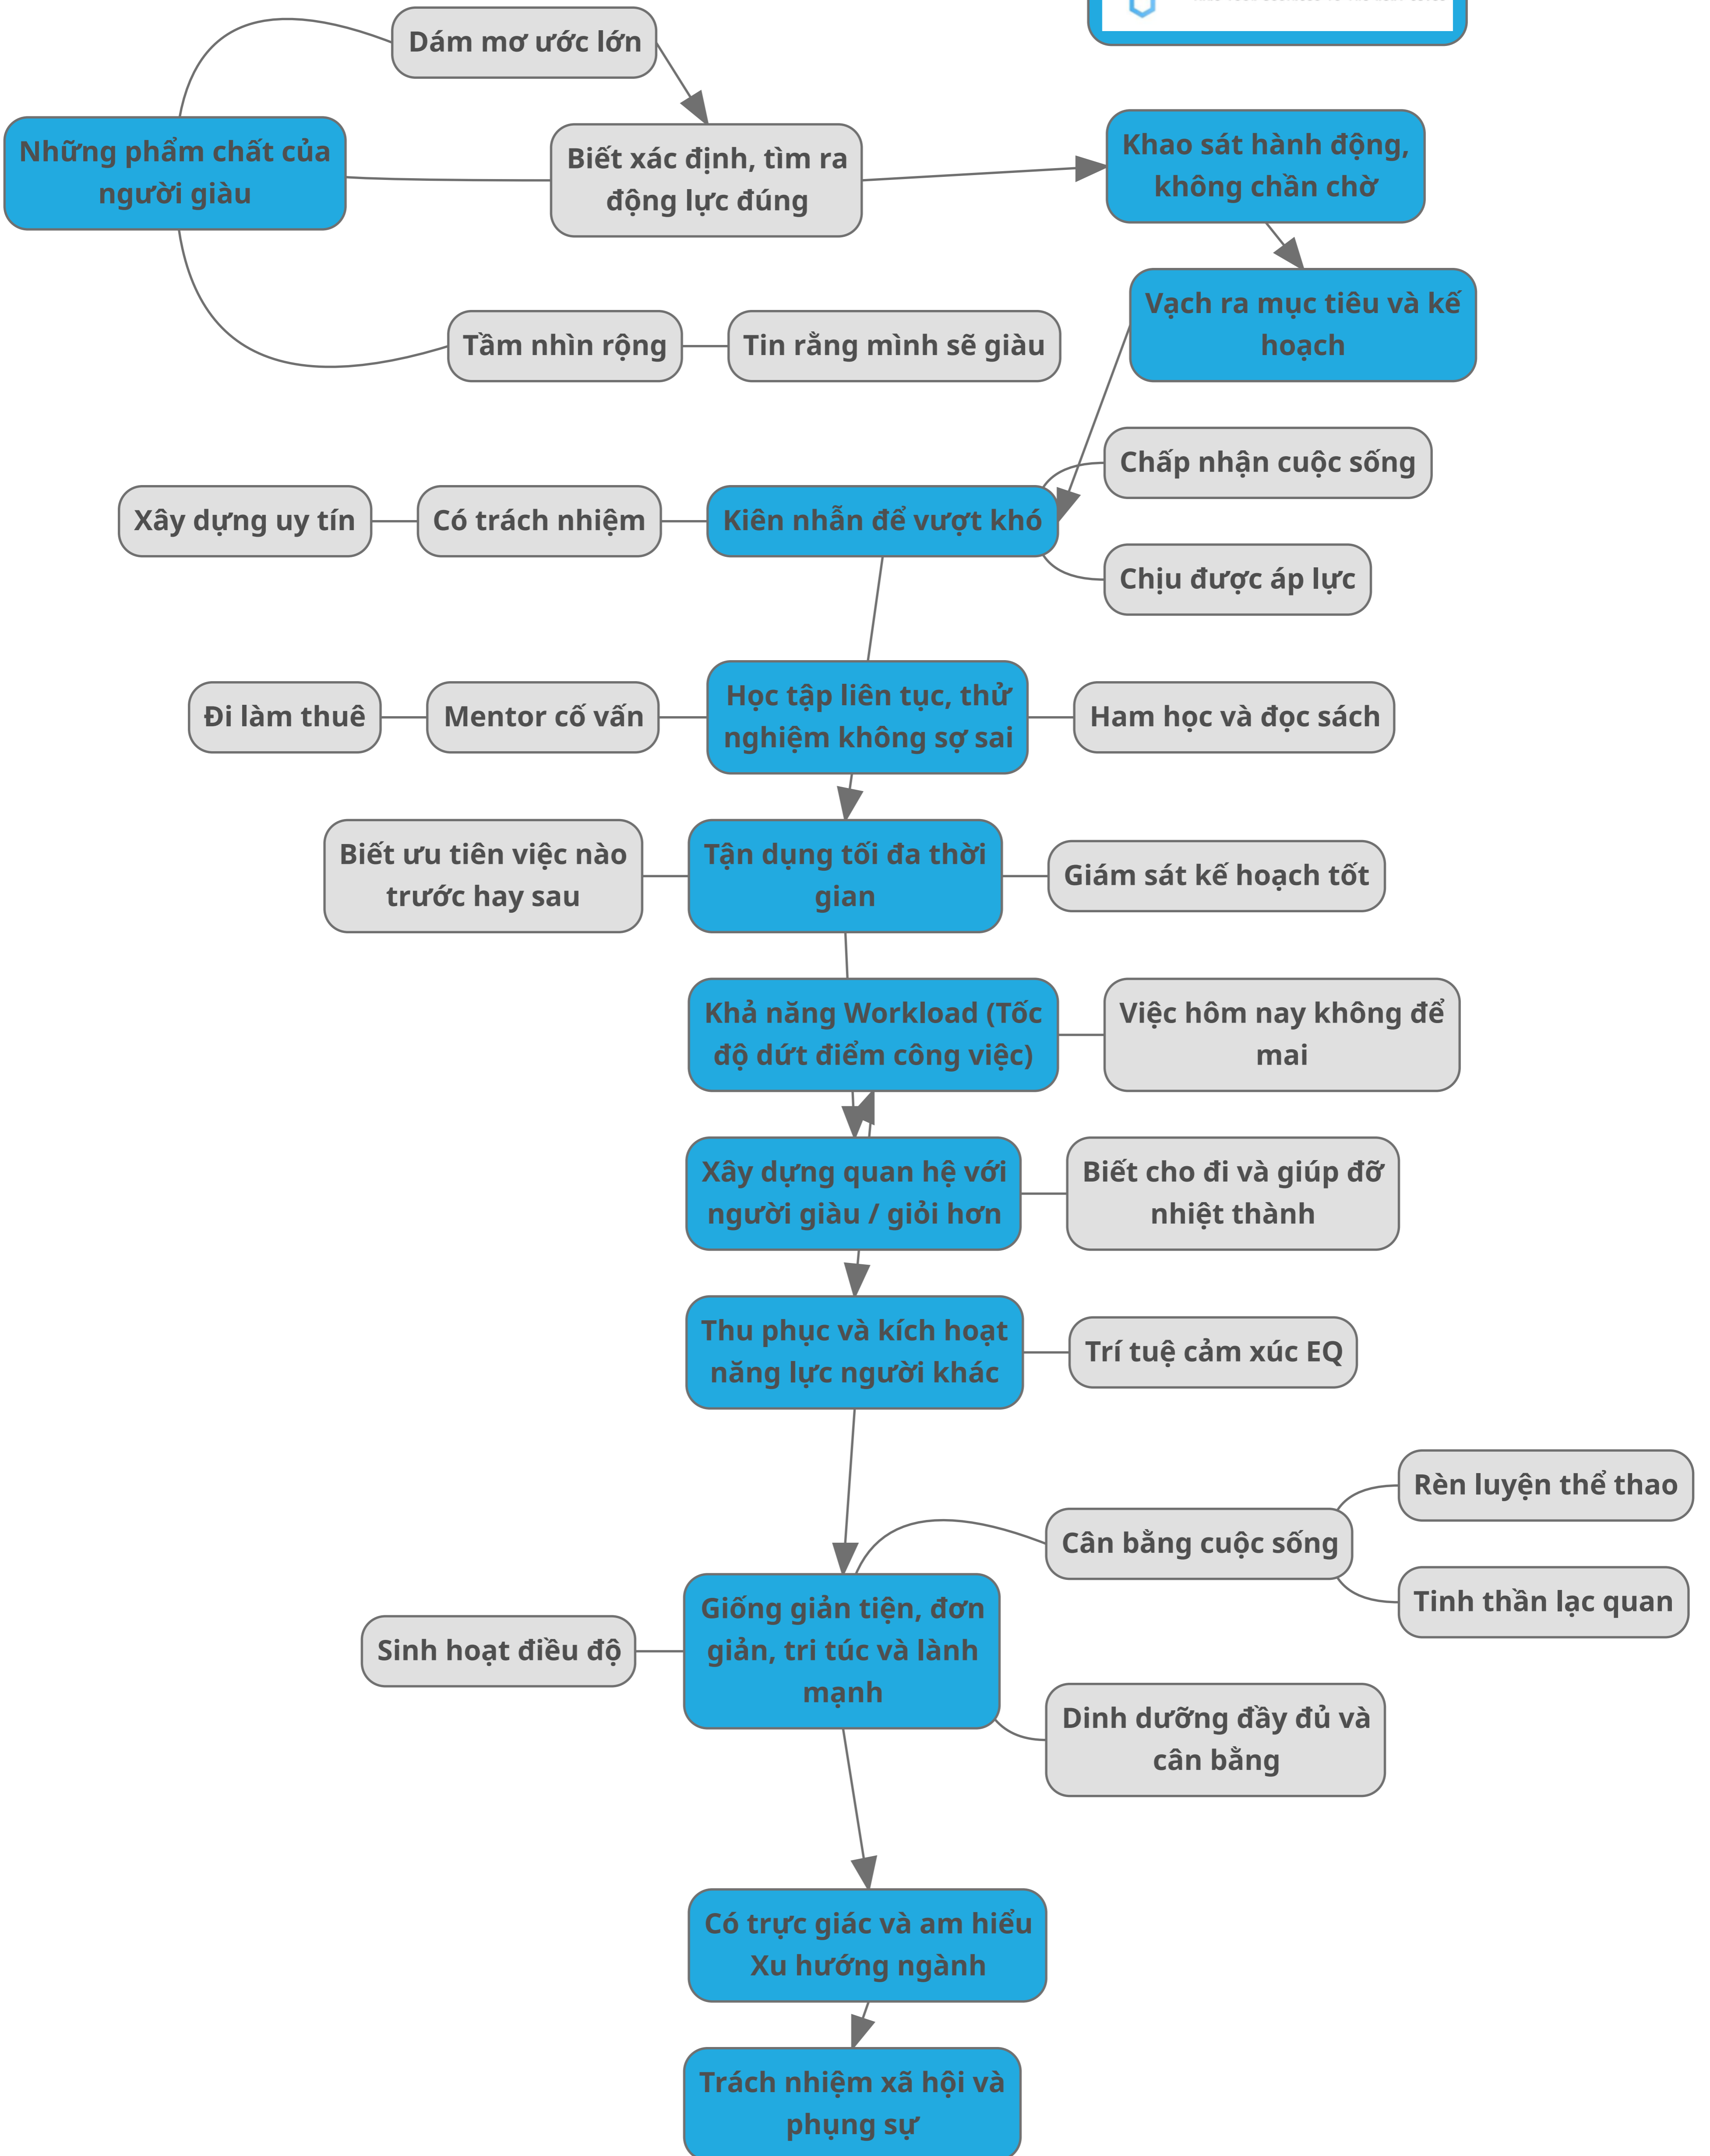 Dám mơ ước lớn
Những phẩm chất của
người giàu
Biết xác định, tìm ra
động lực đúng
Khao sát hành động,
không chần chờ
Vạch ra mục tiêu và kế
hoạch
Tầm nhìn rộng
Tin rằng mình sẽ giàu
Chấp nhận cuộc sống
Xây dựng uy tín
Có trách nhiệm
Kiên nhẫn để vượt khó
Chịu được áp lực
Đi làm thuê
Mentor cố vấn
Học tập liên tục, thử
nghiệm không sợ sai
Ham học và đọc sách
Biết ưu tiên việc nào
trước hay sau
Tận dụng tối đa thời
gian
Giám sát kế hoạch tốt
Khả năng Workload (Tốc
độ dứt điểm công việc)
Việc hôm nay không để
mai
Xây dựng quan hệ với
người giàu / giỏi hơn
Biết cho đi và giúp đỡ
nhiệt thành
Thu phục và kích hoạt
năng lực người khác
Trí tuệ cảm xúc EQ
Rèn luyện thể thao
Cân bằng cuộc sống
Tinh thần lạc quan
Sinh hoạt điều độ
Giống giản tiện, đơn
giản, tri túc và lành
mạnh
Dinh dưỡng đầy đủ và
cân bằng
Có trực giác và am hiểu
Xu hướng ngành
Trách nhiệm xã hội và
phụng sự